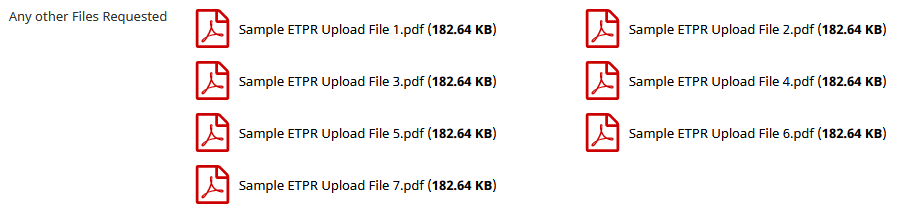 Any other Files Requested
Sample ETPR Upload File 1.pdf (182.64 KB)
Sample ETPR Upload File 2.pdf (182.64 KB)
Sample ETPR Upload File 3.pdf (182.64 KB)
Sample ETPR Upload File 4.pdf (182.64 KB)
Sample ETPR Upload File 5.pdf (182.64 KB)
Sample ETPR Upload File 6.pdf (182.64 KB)
Sample ETPR Upload File 7.pdf (182.64 KB)